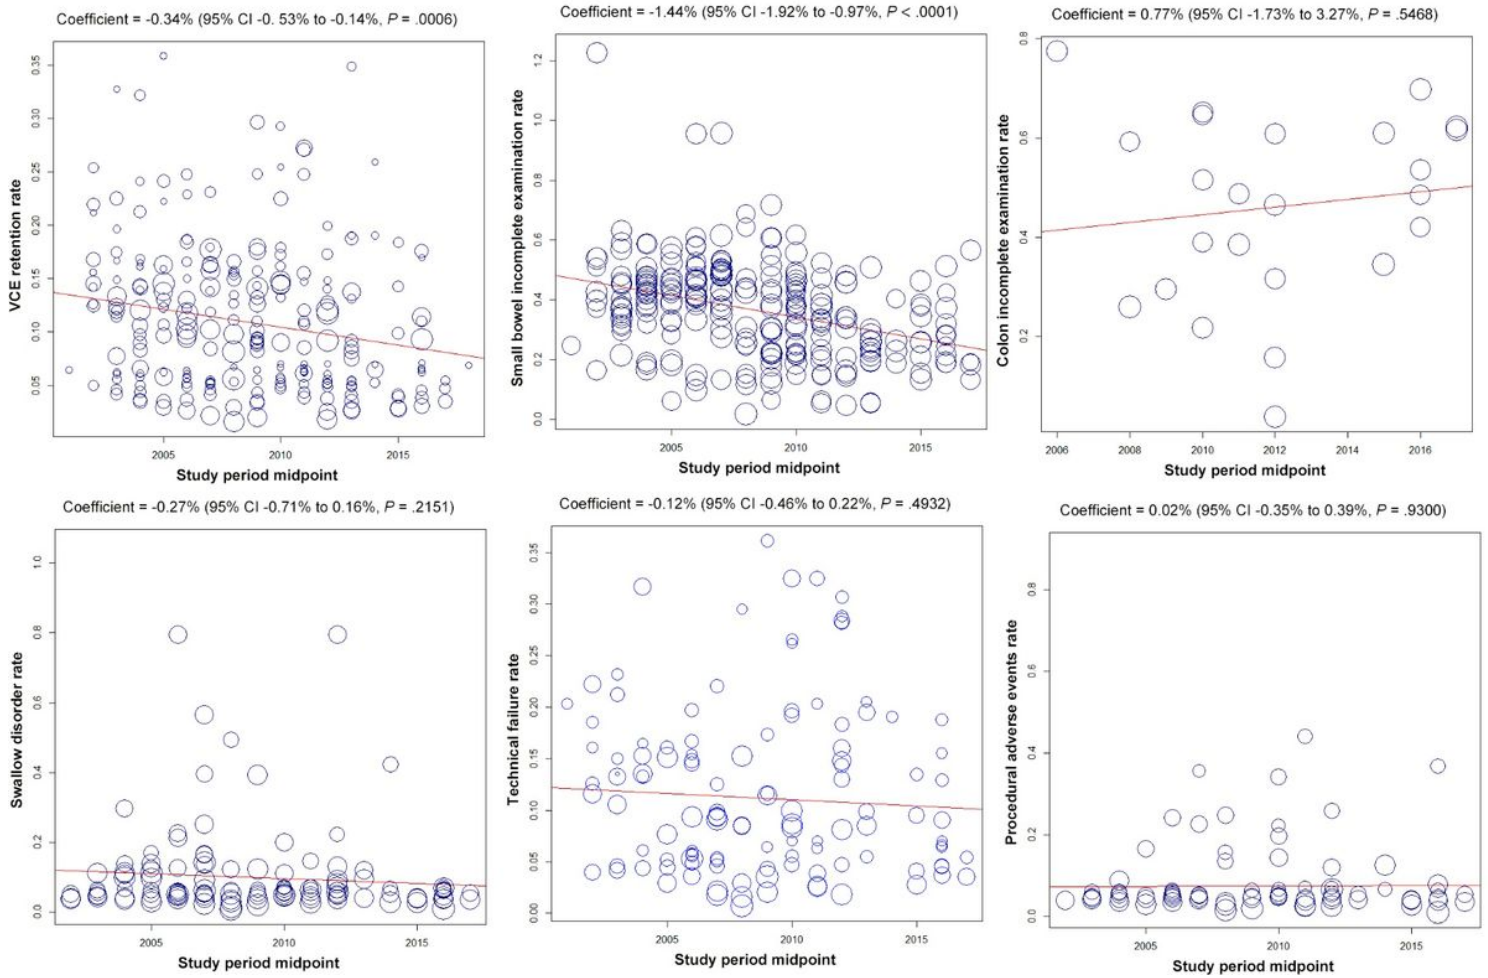 Coefficient = -0.34% (95% CI -0. 53% to -0.14%, P = .0006)
VCE retention rate
0.35
0.30
0.25
0.20
0.15
0.10
0.05
2005 2010 2015
Study period midpoint
Coefficient = -1.44% (95% CI -1.92% to -0.97%, P < .0001)
Small bowel incomplete examination rate
1.2
1.0
0.8
0.6
0.4
0.2
0.0
2005 2010 2015
Study period midpoint
Coefficient = 0.77% (95% CI -1.73% to 3.27%, P = .5468)
Colon incomplete examination rate
0.8
0.6
0.4
0.2
2006 2008 2010 2012 2014 2016
Study period midpoint
Coefficient = -0.27% (95% CI -0.71% to 0.16%, P = .2151)
Swallow disorder rate
1.0
0.8
0.6
0.4
0.2
0.0
2005 2010 2015
Study period midpoint
Coefficient = -0.12% (95% CI -0.46% to 0.22%, P = .4932)
Technical failure rate
0.35
0.30
0.25
0.20
0.15
0.10
0.05
0.00
2005 2010 2015
Study period midpoint
Coefficient = 0.02% (95% CI -0.35% to 0.39%, P = .9300)
Procedural adverse events rate
0.8
0.6
0.4
0.2
0.0
2005 2010 2015
Study period midpoint